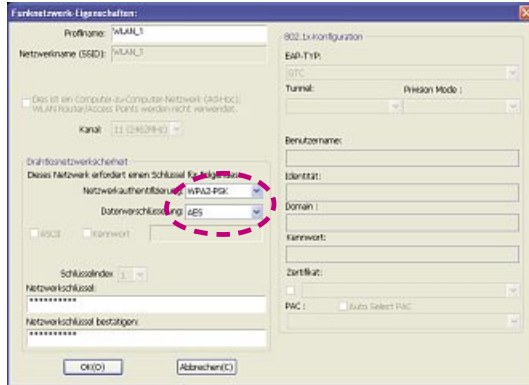 Funknetzwerk-Eigenschaften:
Profilname: WLAN_1
Netzwerkname (SSID): WLAN_1
Dies ist ein Computer-zu-Computer-Netzwerk (Ad-Hoc);
WLAN Router/Access Points werden nicht verwendet.
Kanal: 11 (2462MHz)
Drahtlosnetzwerksicherheit
Dieses Netzwerk erfordert einen Schlüssel für folgendes:
Netzwerkauthentifizierung: WPA2-PSK
Datenverschlüsselung: AES
ASCII Kennwort
Schlüsselindex 1
Netzwerkschlüssel:
**********
Netzwerkschlüssel bestätigen:
**********
OK(O) Abbrechen(C)
802.1x-Konfiguration
EAP-TYP:
GTC
Tunnel: Provision Mode :
Benutzername:
Identität:
Domain :
Kennwort:
Zertifikat:
PAC : Auto Select PAC